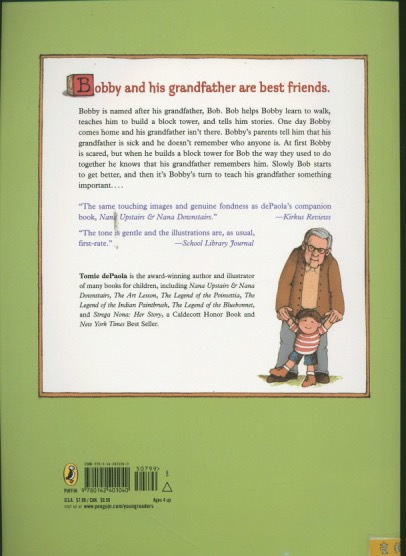 Bobby and his grandfather are best friends.
Bobby is named after his grandfather, Bob. Bob helps Bobby learn to walk,
teaches him to build a block tower, and tells him stories. One day Bobby
comes home and his grandfather isn't there. Bobby's parents tell him that his
grandfather is sick and he doesn't remember who anyone is. At first Bobby
is scared, but when he builds a block tower for Bob the way they used to do
together he knows that his grandfather remembers him. Slowly Bob starts
to get better, and then it's Bobby's turn to teach his grandfather something
important. . . .
"The same touching images and genuine fondness as dePaola's companion
book, Nana Upstairs & Nana Downstairs." —Kirkus Reviews
"The tone is gentle and the illustrations are, as usual,
first-rate." —School Library Journal
Tomie dePaola is the award-winning author and illustrator
of many books for children, including Nana Upstairs & Nana
Downstairs, The Art Lesson, The Legend of the Poinsettia, The
Legend of the Indian Paintbrush, The Legend of the Bluebonnet,
and Strega Nona: Her Story, a Caldecott Honor Book and
New York Times Best Seller.
50799>
PUFFIN
Ages 4 up
U.S.A. $7.99 / CAN.
www.penguin.com/youngreaders